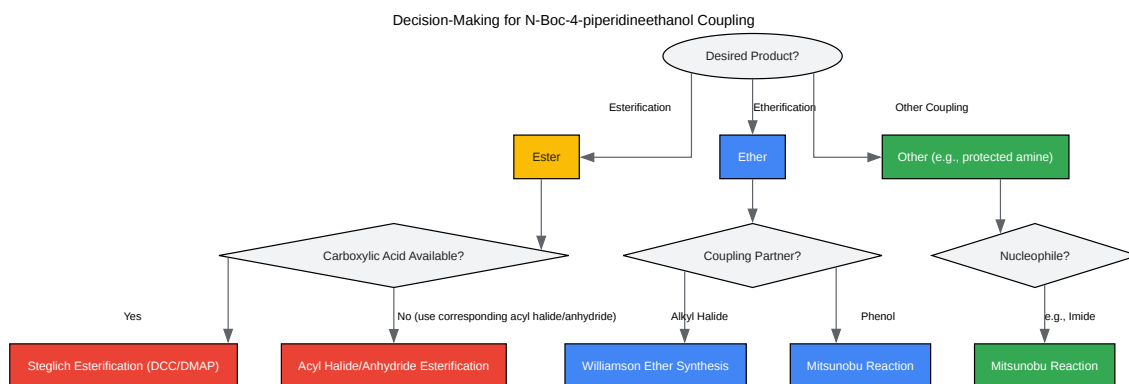 Decision-Making for N-Boc-4-piperidineethanol Coupling
Desired Product?
Esterification
Etherification
Other Coupling
Ester
Ether
Other (e.g., protected amine)
Carboxylic Acid Available?
Coupling Partner?
Nucleophile?
Yes
No (use corresponding acyl halide/anhydride)
Alkyl Halide
Phenol
e.g., Imide
Steglich Esterification (DCC/DMAP)
Acyl Halide/Anhydride Esterification
Williamson Ether Synthesis
Mitsunobu Reaction
Mitsunobu Reaction